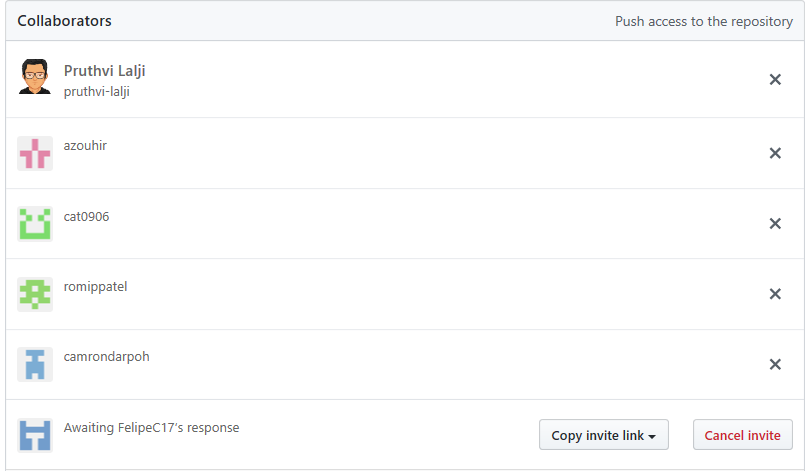 Collaborators
Push access to the repository
Pruthvi Lalji
pruthvi-lalji
azouhir
cat0906
romippatel
camrondarpoh
Awaiting FelipeC17’s response
Copy invite link
Cancel invite